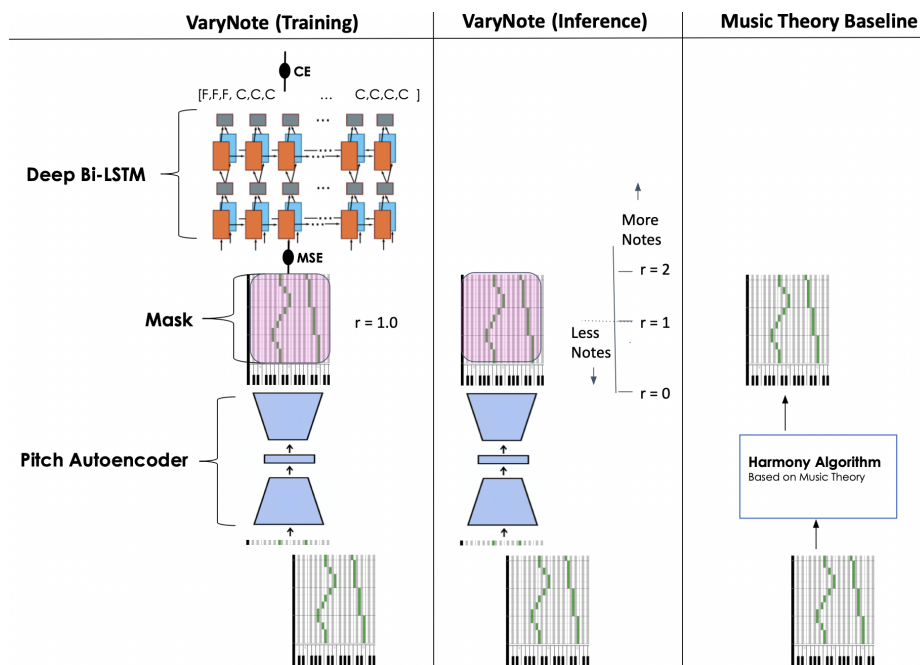 VaryNote (Training)
VaryNote (Inference)
Music Theory Baseline
CE
[F,F,F, C,C,C ... C,C,C,C ]
Deep Bi-LSTM
MSE
Mask
r = 1.0
More
Notes
r = 2
r = 1
Less
Notes
r = 0
Pitch Autoencoder
Harmony Algorithm
Based on Music Theory